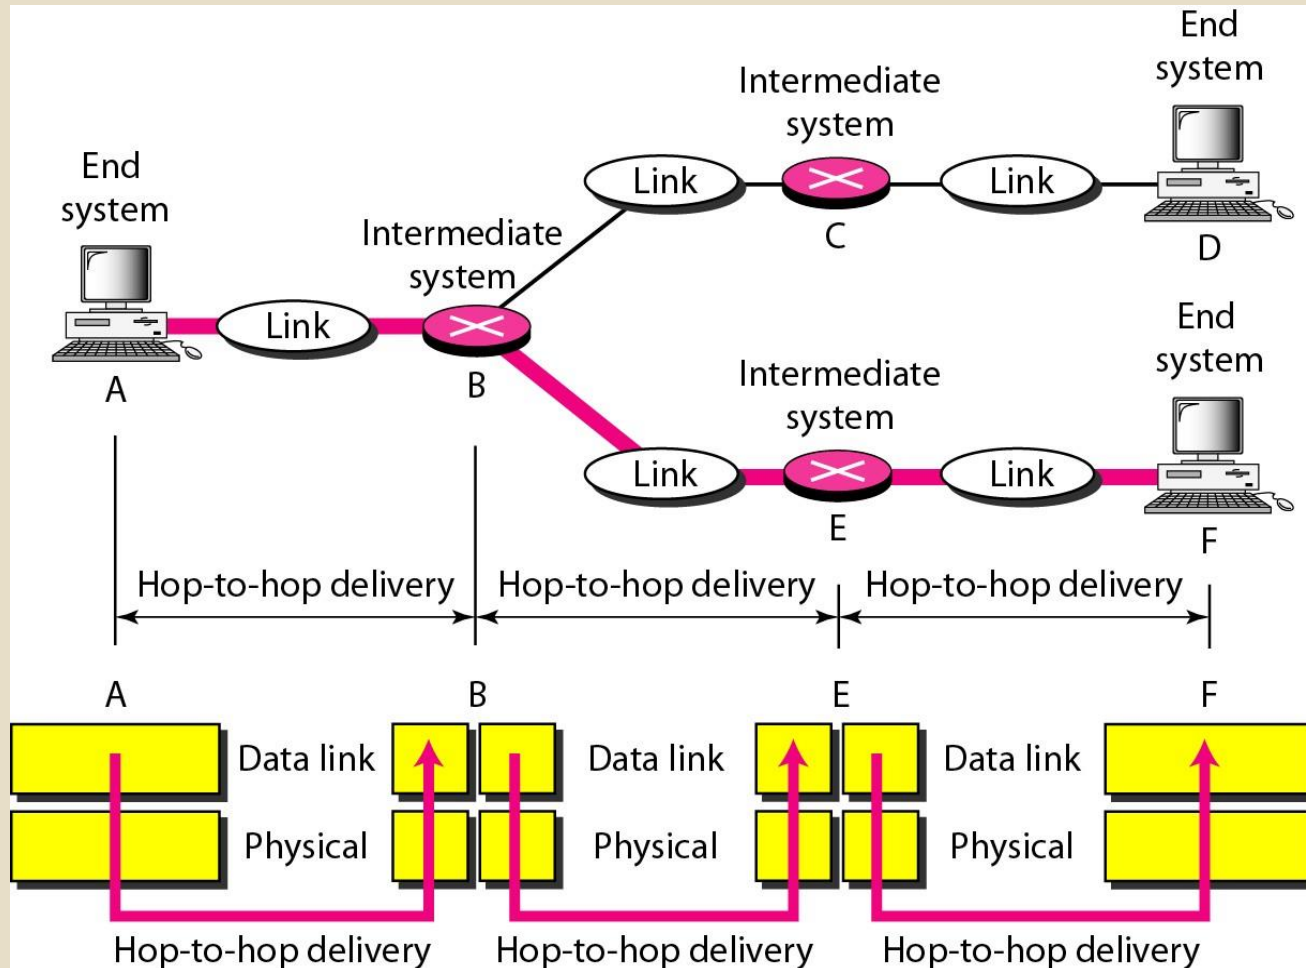 End
system
Intermediate
system
Link
Link
C
D
End
system
Intermediate
system
Link
A
B
End
system
Intermediate
system
Link
Link
E
F
Hop-to-hop delivery
Hop-to-hop delivery
Hop-to-hop delivery
A
B
E
F
Data link
Data link
Data link
Physical
Physical
Physical
Hop-to-hop delivery
Hop-to-hop delivery
Hop-to-hop delivery